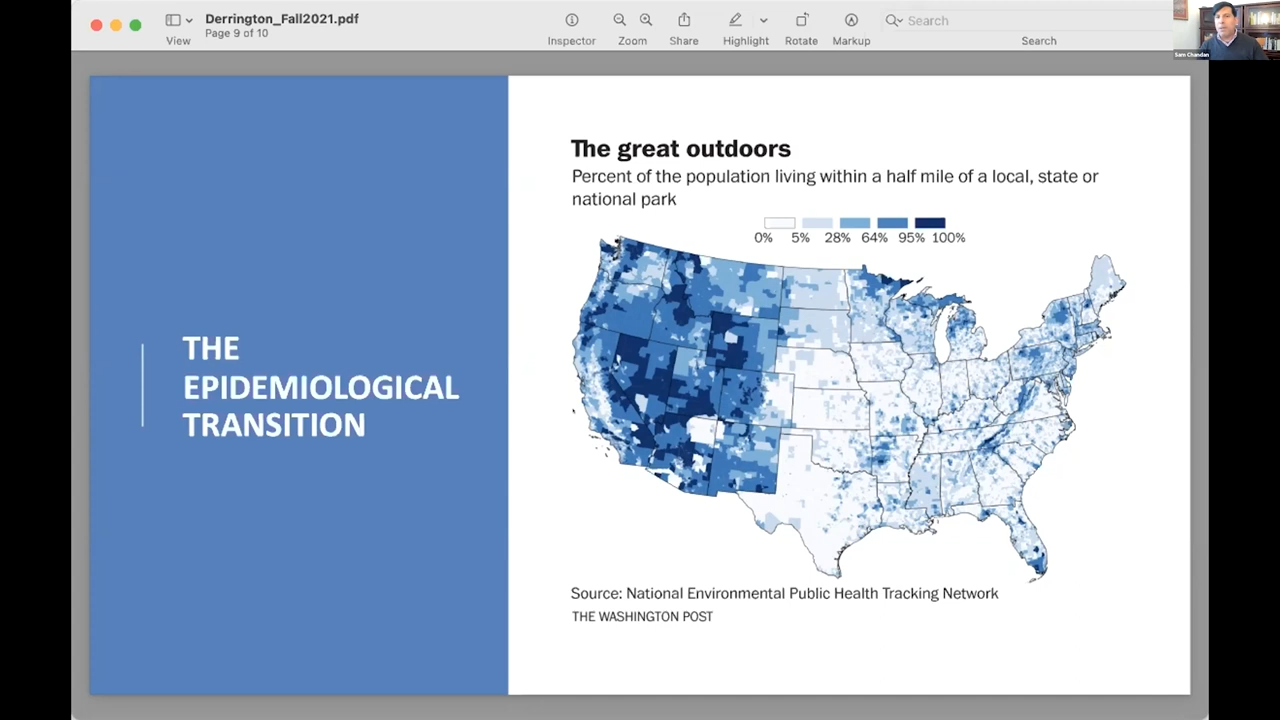 Derrington_Fall2021.pdf
Page 9 of 10
View
Inspector
Zoom
Share
Highlight
Rotate
Markup
Search
Search
Sam Chandan
THE
EPIDEMIOLOGICAL
TRANSITION
The great outdoors
Percent of the population living within a half mile of a local, state or
national park
0% 5% 28% 64% 95% 100%
Source: National Environmental Public Health Tracking Network
THE WASHINGTON POST